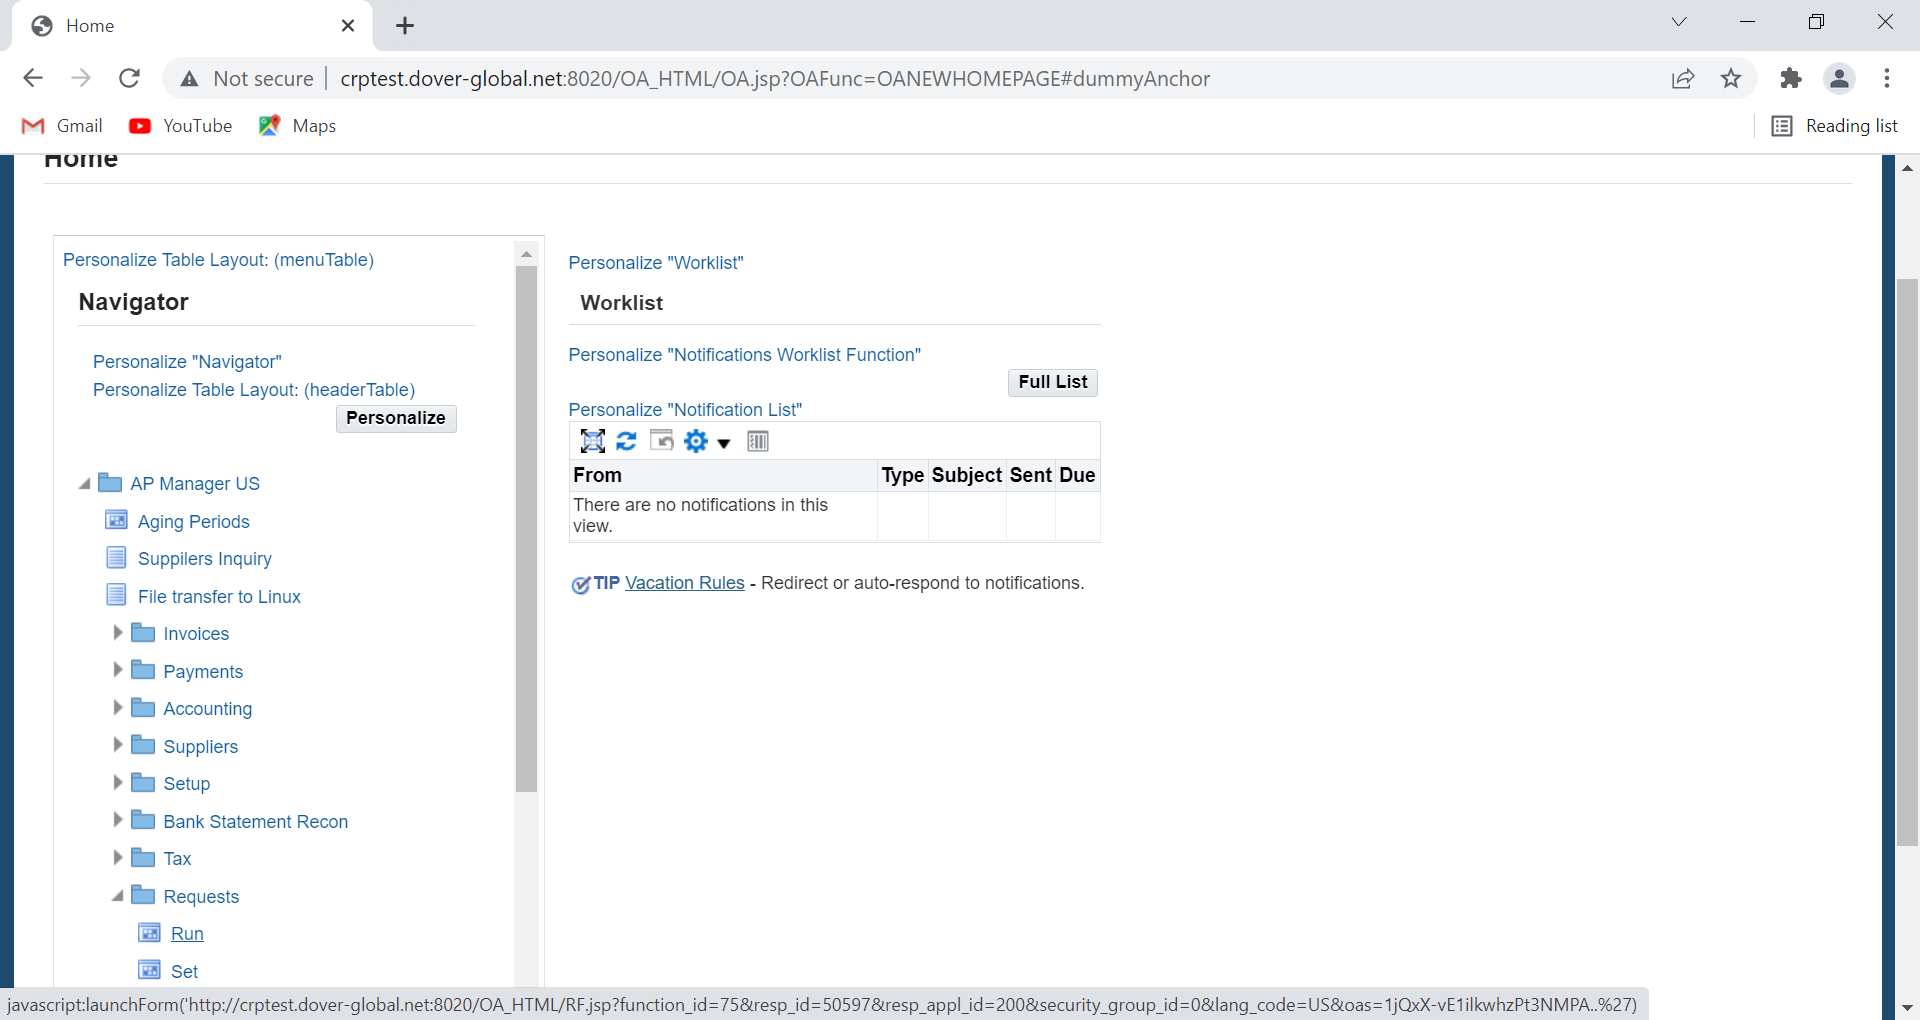 Home
Not secure
crptest.dover-global.net:8020/OA_HTML/OA.jsp?OAFunc=OANEWHOMEPAGE#dummyAnchor
Gmail
YouTube
Maps
Reading list
Home
Personalize Table Layout: (menuTable)
Navigator
Personalize "Navigator"
Personalize Table Layout: (headerTable)
Personalize
AP Manager US
Aging Periods
Suppilers Inquiry
File transfer to Linux
Invoices
Payments
Accounting
Suppliers
Setup
Bank Statement Recon
Tax
Requests
Run
Set
Personalize "Worklist"
Worklist
Personalize "Notifications Worklist Function"
Full List
Personalize "Notification List"
From Type Subject Sent Due
There are no notifications in this
view.
TIP Vacation Rules - Redirect or auto-respond to notifications.
javascript:launchForm('http://crptest.dover-global.net:8020/OA_HTML/RF.jsp?function_id=75&resp_id=50597&resp_appl_id=200&security_group_id=0&lang_code=US&oas=1jQxX-vE1ilkwhzPt3NMPA..%27)